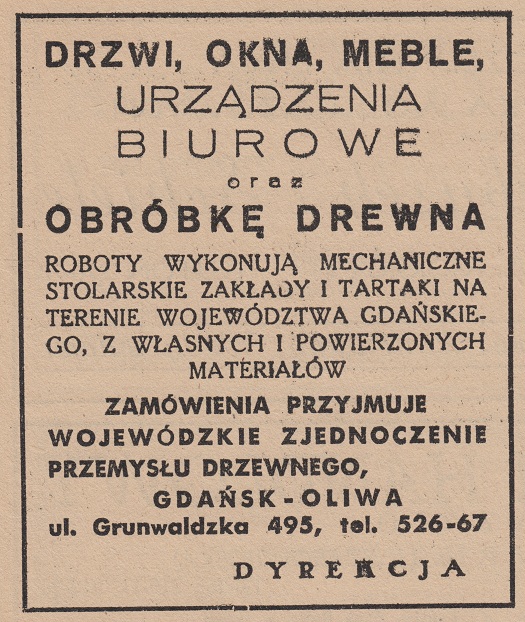 DRZWI, OKNA, MEBLE,
URZĄDZENIA
BIUROWE
oraz
OBRÓBKĘ DREWNA
ROBOTY WYKONUJĄ MECHANICZNE
STOLARSKIE ZAKŁADY I TARTAKI NA
TERENIE WOJEWÓDZTWA GDAŃSKIE-
GO, Z WŁASNYCH I POWIERZONYCH
MATERIAŁÓW
ZAMÓWIENIA PRZYJMUJE
WOJEWÓDZKIE ZJEDNOCZENIE
PRZEMYSŁU DRZEWNEGO,
GDAŃSK-OLIWA
ul. Grunwaldzka 495, tel. 526-67
DYREKCJA